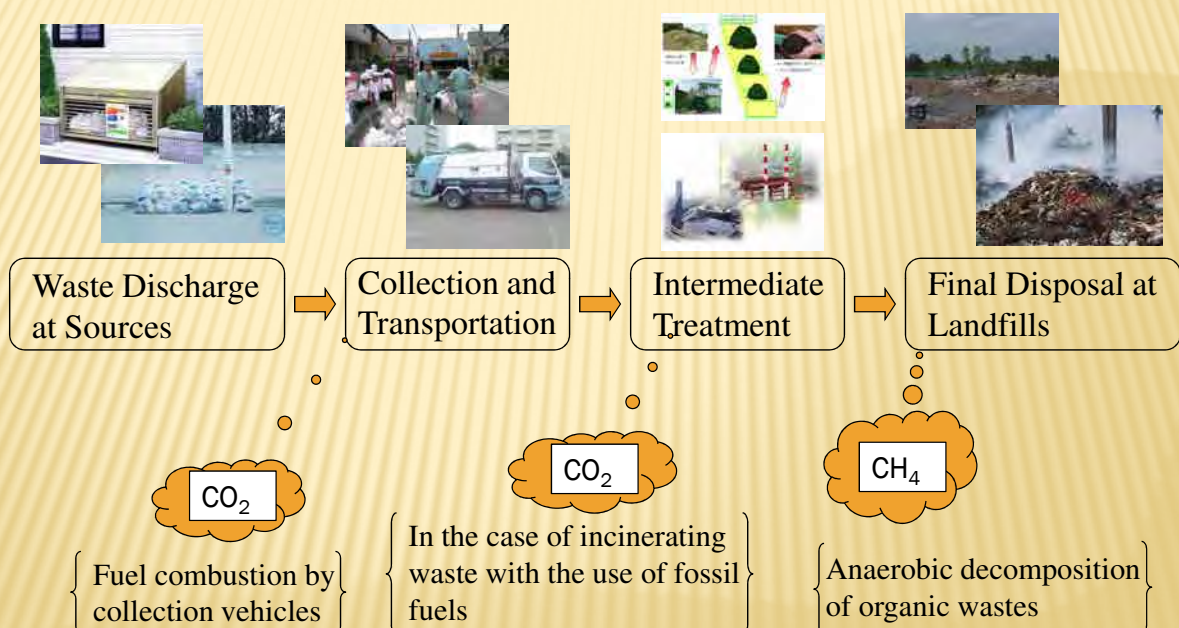 Waste Discharge
at Sources
Collection and
Transportation
Intermediate
Treatment
Final Disposal at
Landfills
CO₂
CO₂
CH₄
Fuel combustion by
collection vehicles
In the case of incinerating
waste with the use of fossil
fuels
Anaerobic decomposition
of organic wastes